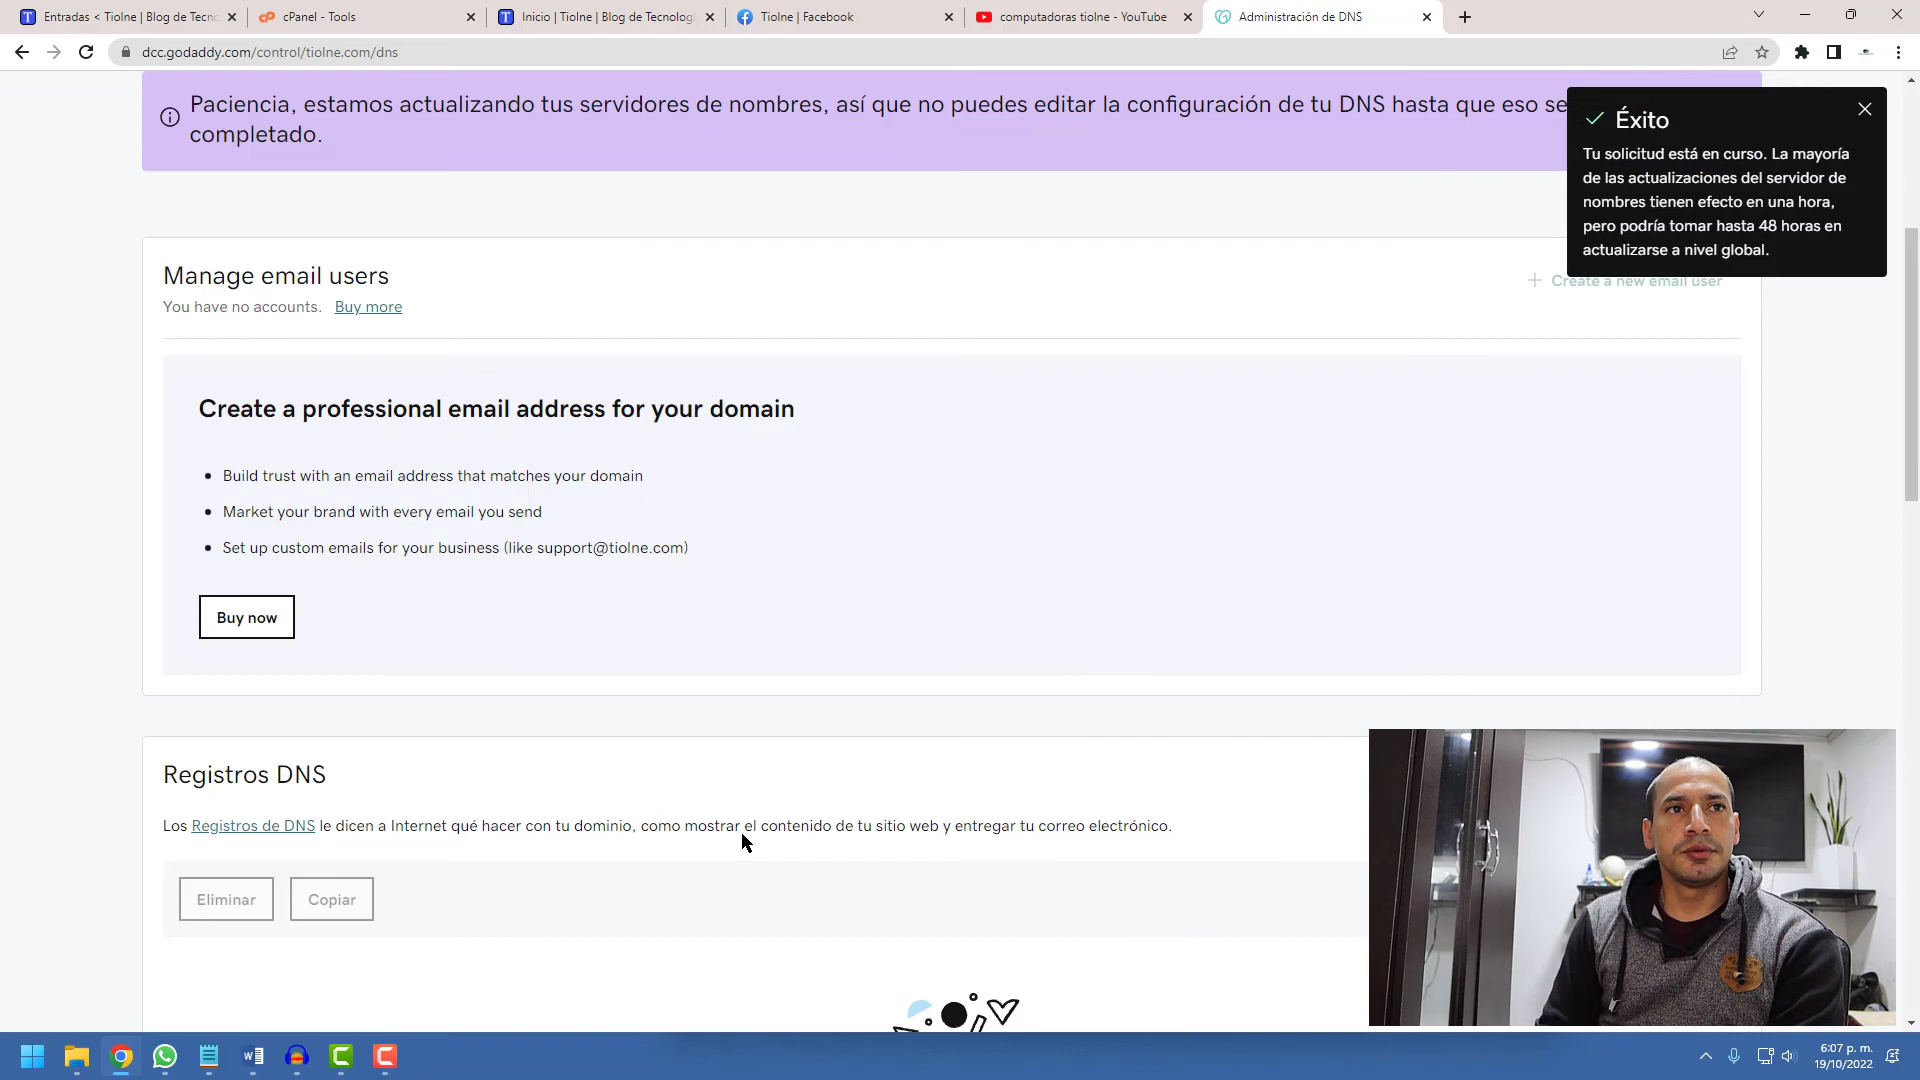 Entradas < Tiolne | Blog de Tecno
cPanel - Tools
Inicio | Tiolne | Blog de Tecnologi
Tiolne | Facebook
computadoras tiolne - YouTube
Administración de DNS
dcc.godaddy.com/control/tiolne.com/dns
Paciencia, estamos actualizando tus servidores de nombres, así que no puedes editar la configuración de tu DNS hasta que eso se
completado.
Éxito
Tu solicitud está en curso. La mayoría
de las actualizaciones del servidor de
nombres tienen efecto en una hora,
pero podría tomar hasta 48 horas en
actualizarse a nivel global.
Manage email users
Create a new email user
You have no accounts. Buy more
Create a professional email address for your domain
Build trust with an email address that matches your domain
Market your brand with every email you send
Set up custom emails for your business (like support@tiolne.com)
Buy now
Registros DNS
Los Registros de DNS le dicen a Internet qué hacer con tu dominio, como mostrar el contenido de tu sitio web y entregar tu correo electrónico.
Eliminar
Copiar
6:07 p. m.
19/10/2022